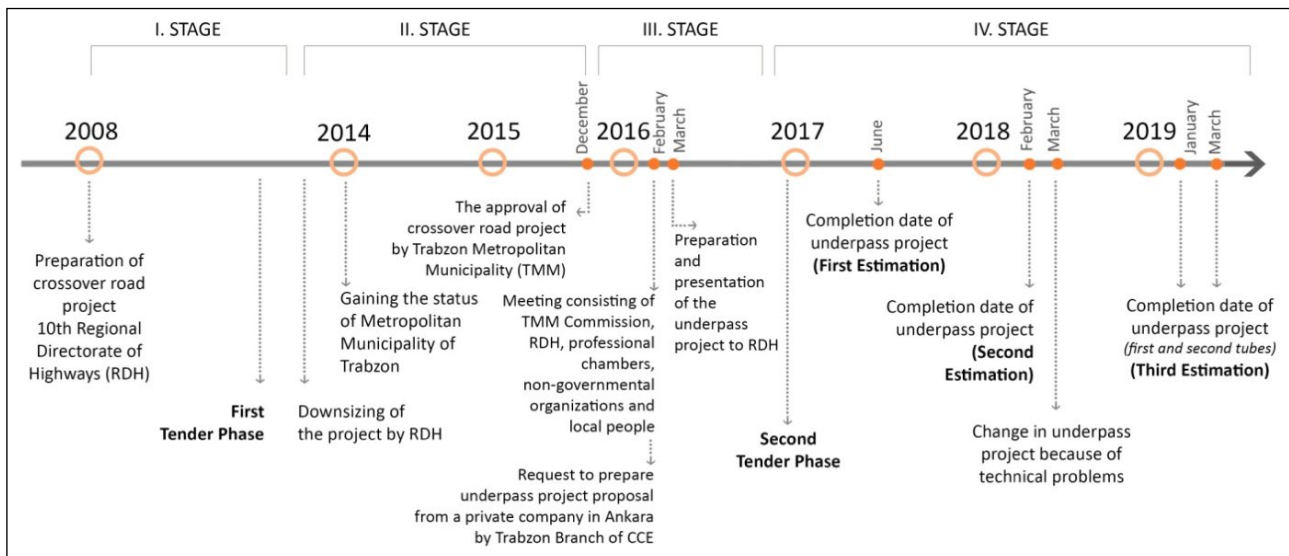 I. STAGE
II. STAGE
III. STAGE
IV. STAGE
2008
2014
2015
December
2016
February
March
2017
June
2018
February
March
2019
January
March
Preparation of
crossover road
project
10th Regional
Directorate of
Highways (RDH)
First
Tender Phase
Downsizing of
the project by RDH
Gaining the status
of Metropolitan
Municipality of
Trabzon
The approval of
crossover road project
by Trabzon Metropolitan
Municipality (TMM)
Meeting consisting of
TMM Commission,
RDH, professional
chambers,
non-governmental
organizations and
local people
Request to prepare
underpass project proposal
from a private company in Ankara
by Trabzon Branch of CCE
Preparation
and
presentation
of the
underpass
project to RDH
Second
Tender Phase
Completion date of
underpass project
(First Estimation)
Completion date of
underpass project
(Second
Estimation)
Change in underpass
project because of
technical problems
Completion date of
underpass project
(first and second tubes)
(Third Estimation)